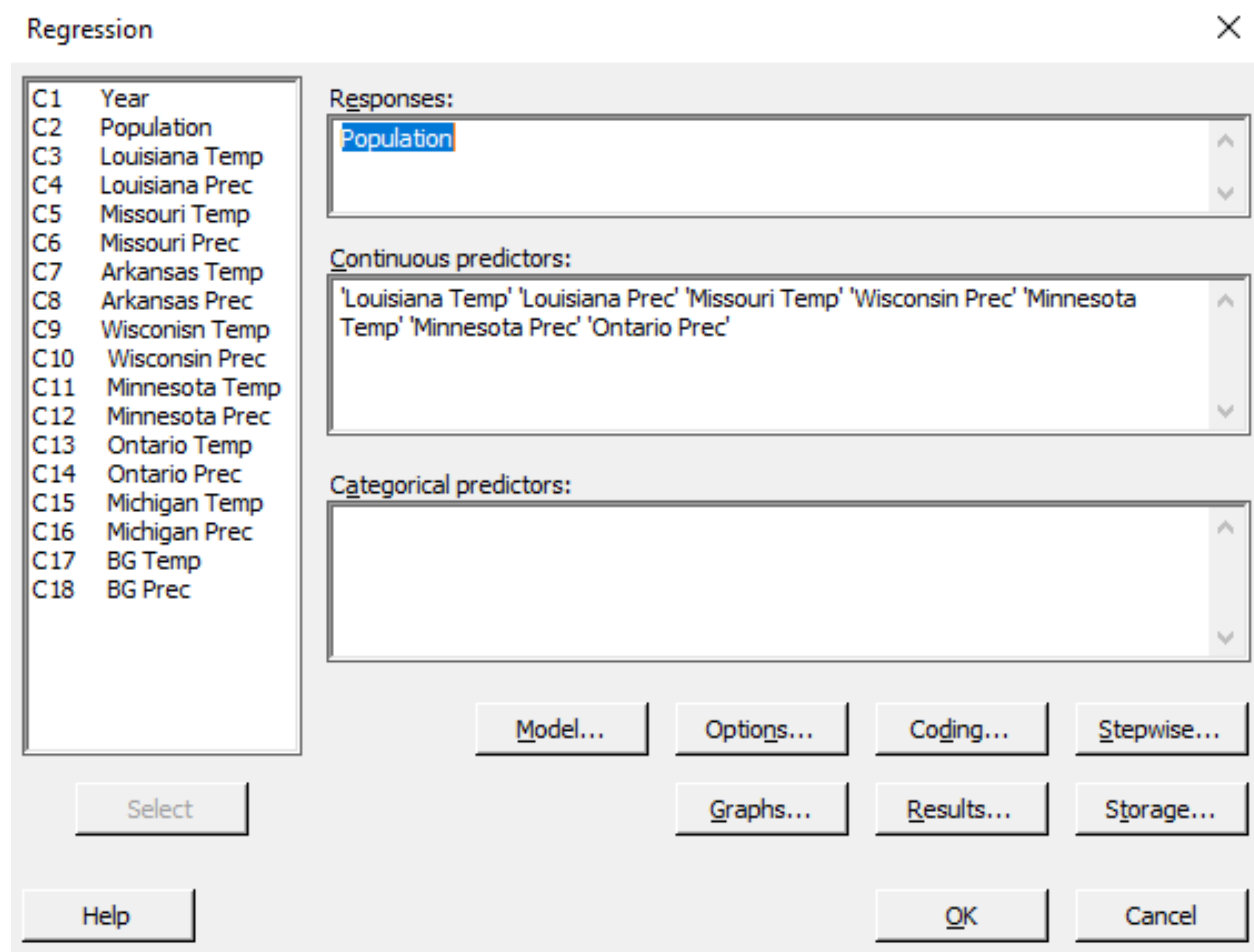 Regression
C1 Year
C2 Population
C3 Louisiana Temp
C4 Louisiana Prec
C5 Missouri Temp
C6 Missouri Prec
C7 Arkansas Temp
C8 Arkansas Prec
C9 Wisconisn Temp
C10 Wisconsin Prec
C11 Minnesota Temp
C12 Minnesota Prec
C13 Ontario Temp
C14 Ontario Prec
C15 Michigan Temp
C16 Michigan Prec
C17 BG Temp
C18 BG Prec
Responses:
Population
Continuous predictors:
'Louisiana Temp' 'Louisiana Prec' 'Missouri Temp' 'Wisconsin Prec' 'Minnesota
Temp' 'Minnesota Prec' 'Ontario Prec'
Categorical predictors:
Model... Options... Coding... Stepwise...
Select Graphs... Results... Storage...
Help OK Cancel